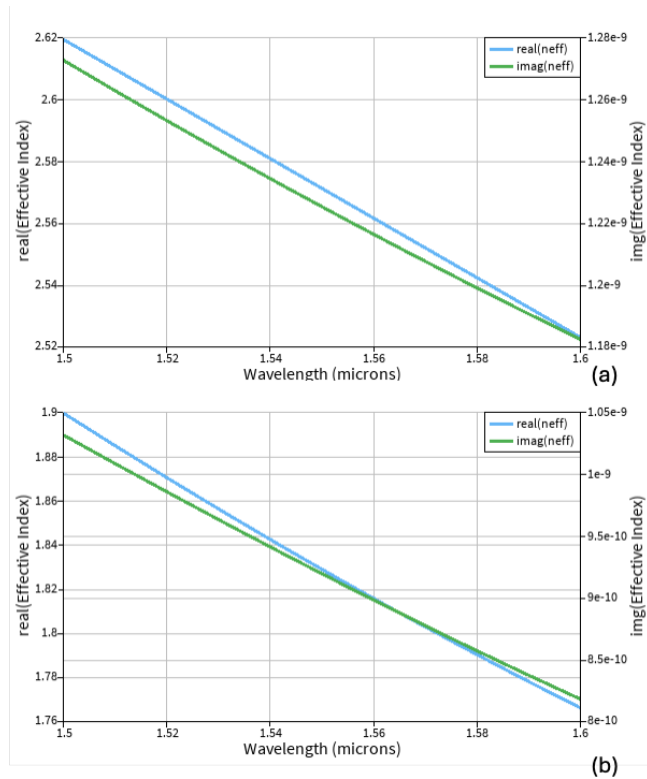 2.62
2.6
2.58
2.56
2.54
2.52
real(Effective Index)
real(neff)
imag(neff)
1.28e-9
1.26e-9
1.24e-9
1.22e-9
1.2e-9
1.18e-9
img(Effective Index)
1.5 1.52 1.54 1.56 1.58 1.6
Wavelength (microns)
(a)
1.9
1.88
1.86
1.84
1.82
1.8
1.78
1.76
real(Effective Index)
real(neff)
imag(neff)
1.05e-9
1e-9
9.5e-10
9e-10
8.5e-10
8e-10
img(Effective Index)
1.5 1.52 1.54 1.56 1.58 1.6
Wavelength (microns)
(b)